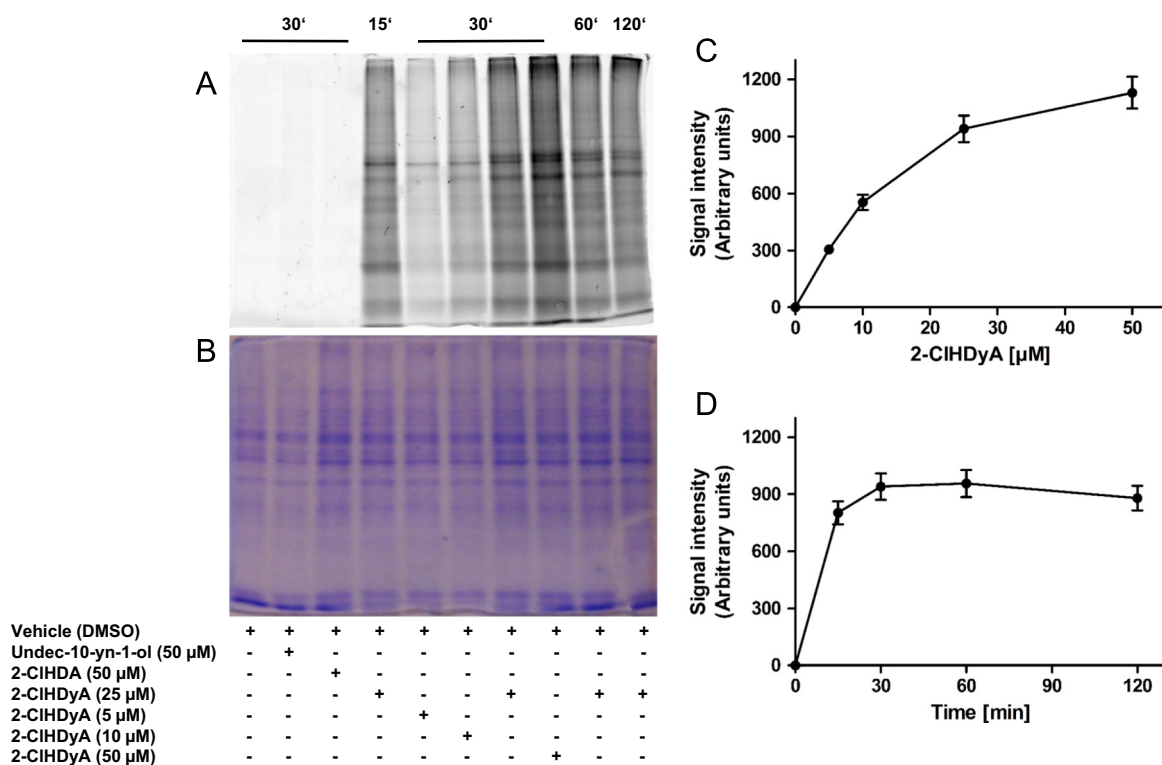 30‘ 15‘ 30‘ 60‘ 120‘
A
B
Vehicle (DMSO) + + + + + + + + + +
Undec-10-yn-1-ol (50 µM) - + - - - - - - - -
2-ClHDA (50 µM) - - + - - - - - - -
2-ClHDyA (25 µM) - - - + - - + - + +
2-ClHDyA (5 µM) - - - - + - - - - -
2-ClHDyA (10 µM) - - - - - + - - - -
2-ClHDyA (50 µM) - - - - - - - + - -
C
Signal intensity
(Arbitrary units)
1200
900
600
300
0
0 10 20 30 40 50
2-ClHDyA [µM]
D
Signal intensity
(Arbitrary units)
1200
900
600
300
0
0 30 60 90 120
Time [min]